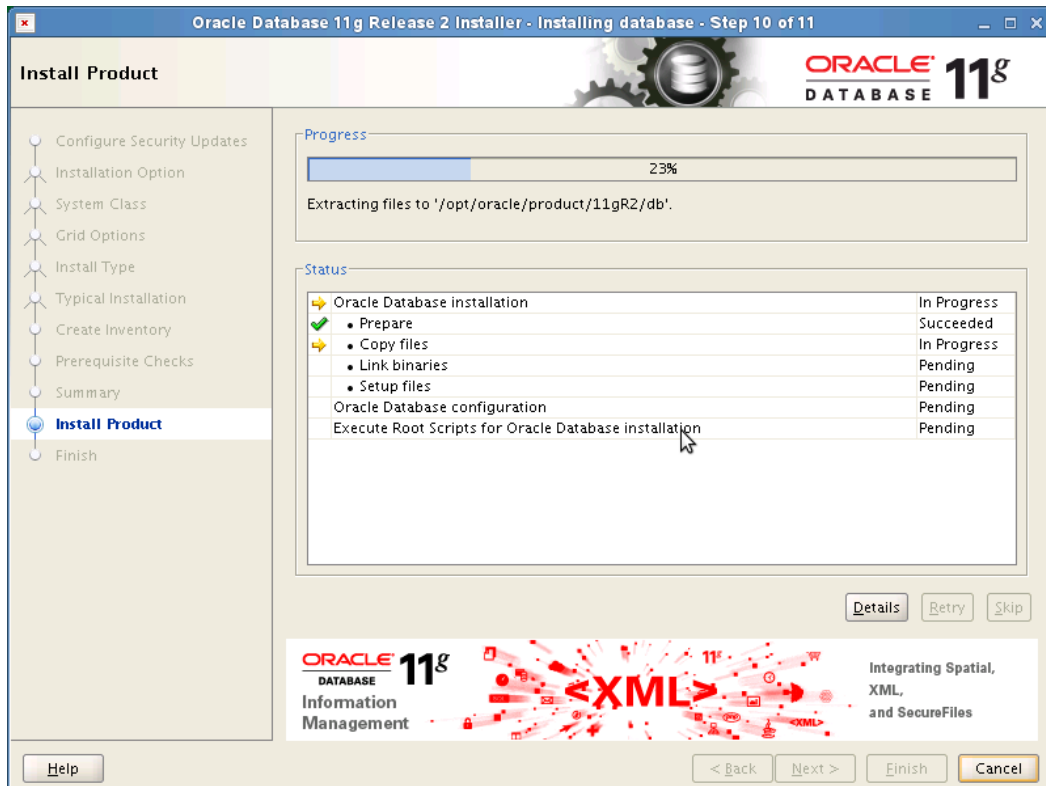 Oracle Database 11g Release 2 Installer - Installing database - Step 10 of 11
Install Product
ORACLE
DATABASE
11g
Configure Security Updates
Installation Option
System Class
Grid Options
Install Type
Typical Installation
Create Inventory
Prerequisite Checks
Summary
Install Product
Finish
Progress
23%
Extracting files to '/opt/oracle/product/11gR2/db'.
Status
Oracle Database installation In Progress
• Prepare Succeeded
• Copy files In Progress
• Link binaries Pending
• Setup files Pending
Oracle Database configuration Pending
Execute Root Scripts for Oracle Database installation Pending
Details Retry Skip
ORACLE
DATABASE
11g
Information
Management
11g
<XML>
<XML>
Integrating Spatial,
XML,
and SecureFiles
Help < Back Next > Finish Cancel